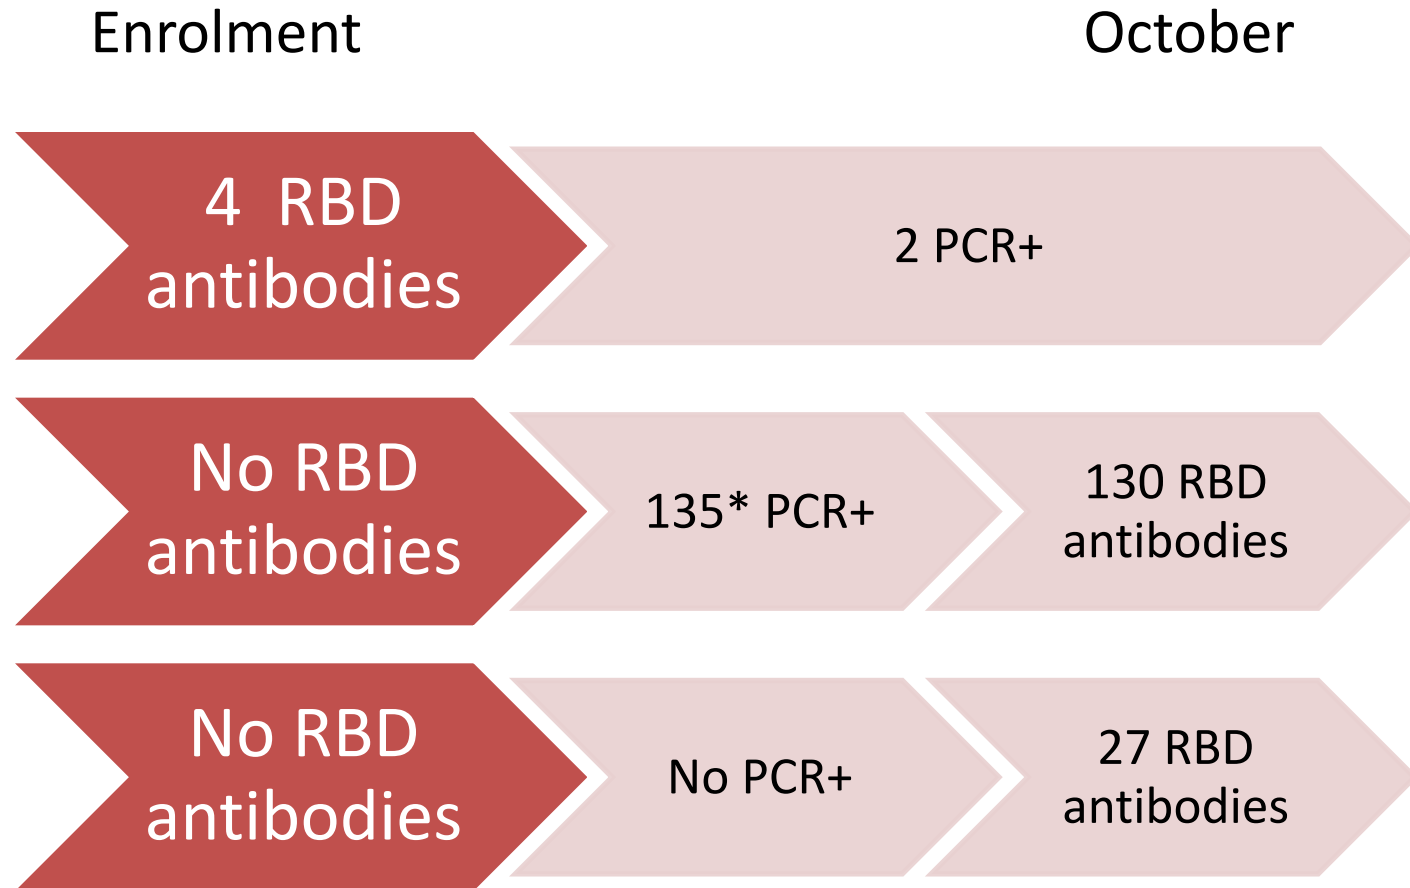 Enrolment
October
4  RBD
antibodies
2 PCR+
No RBD
antibodies
135* PCR+
130 RBD
antibodies
No RBD
antibodies
No PCR+
27 RBD
antibodies